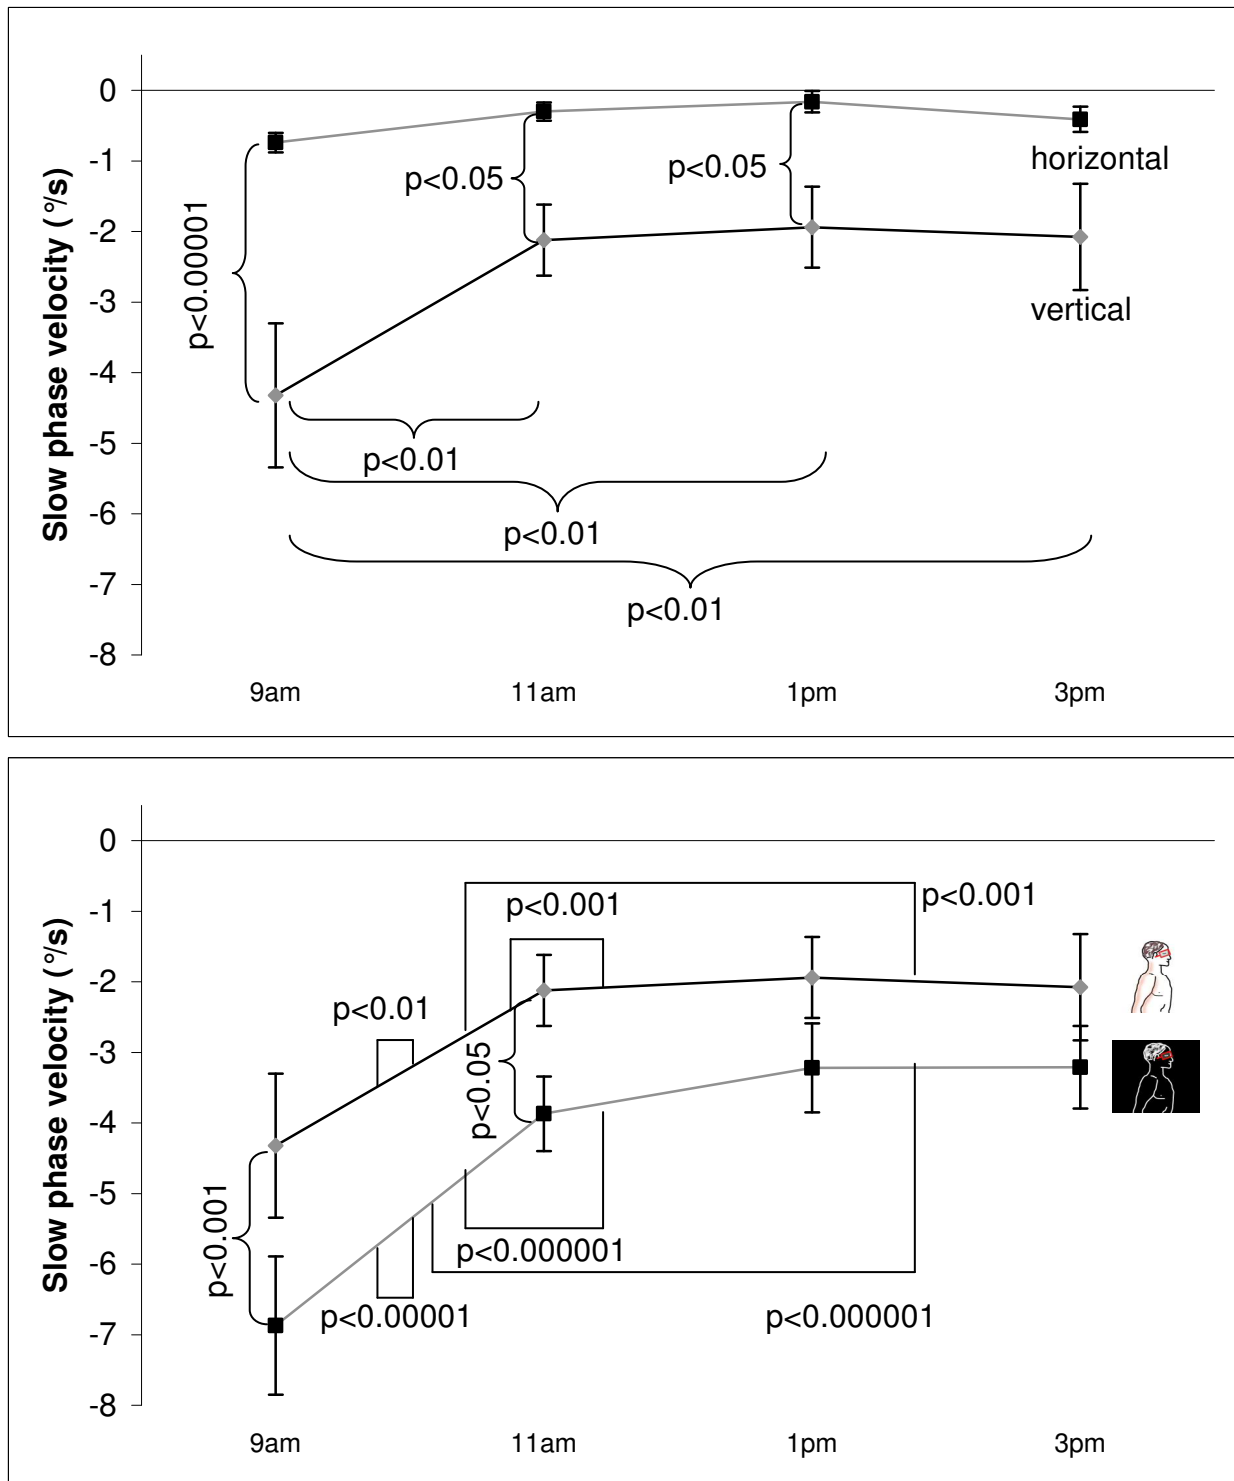 Slow phase velocity (°/s)
0
-1
-2
-3
-4
-5
-6
-7
-8
horizontal
p<0.05
p<0.05
p<0.00001
vertical
p<0.01
p<0.01
p<0.01
9am 11am 1pm 3pm
Slow phase velocity (°/s)
0
-1
-2
-3
-4
-5
-6
-7
-8
p<0.001
p<0.001
p<0.01
p<0.05
p<0.001
p<0.000001
p<0.00001
p<0.000001
9am 11am 1pm 3pm